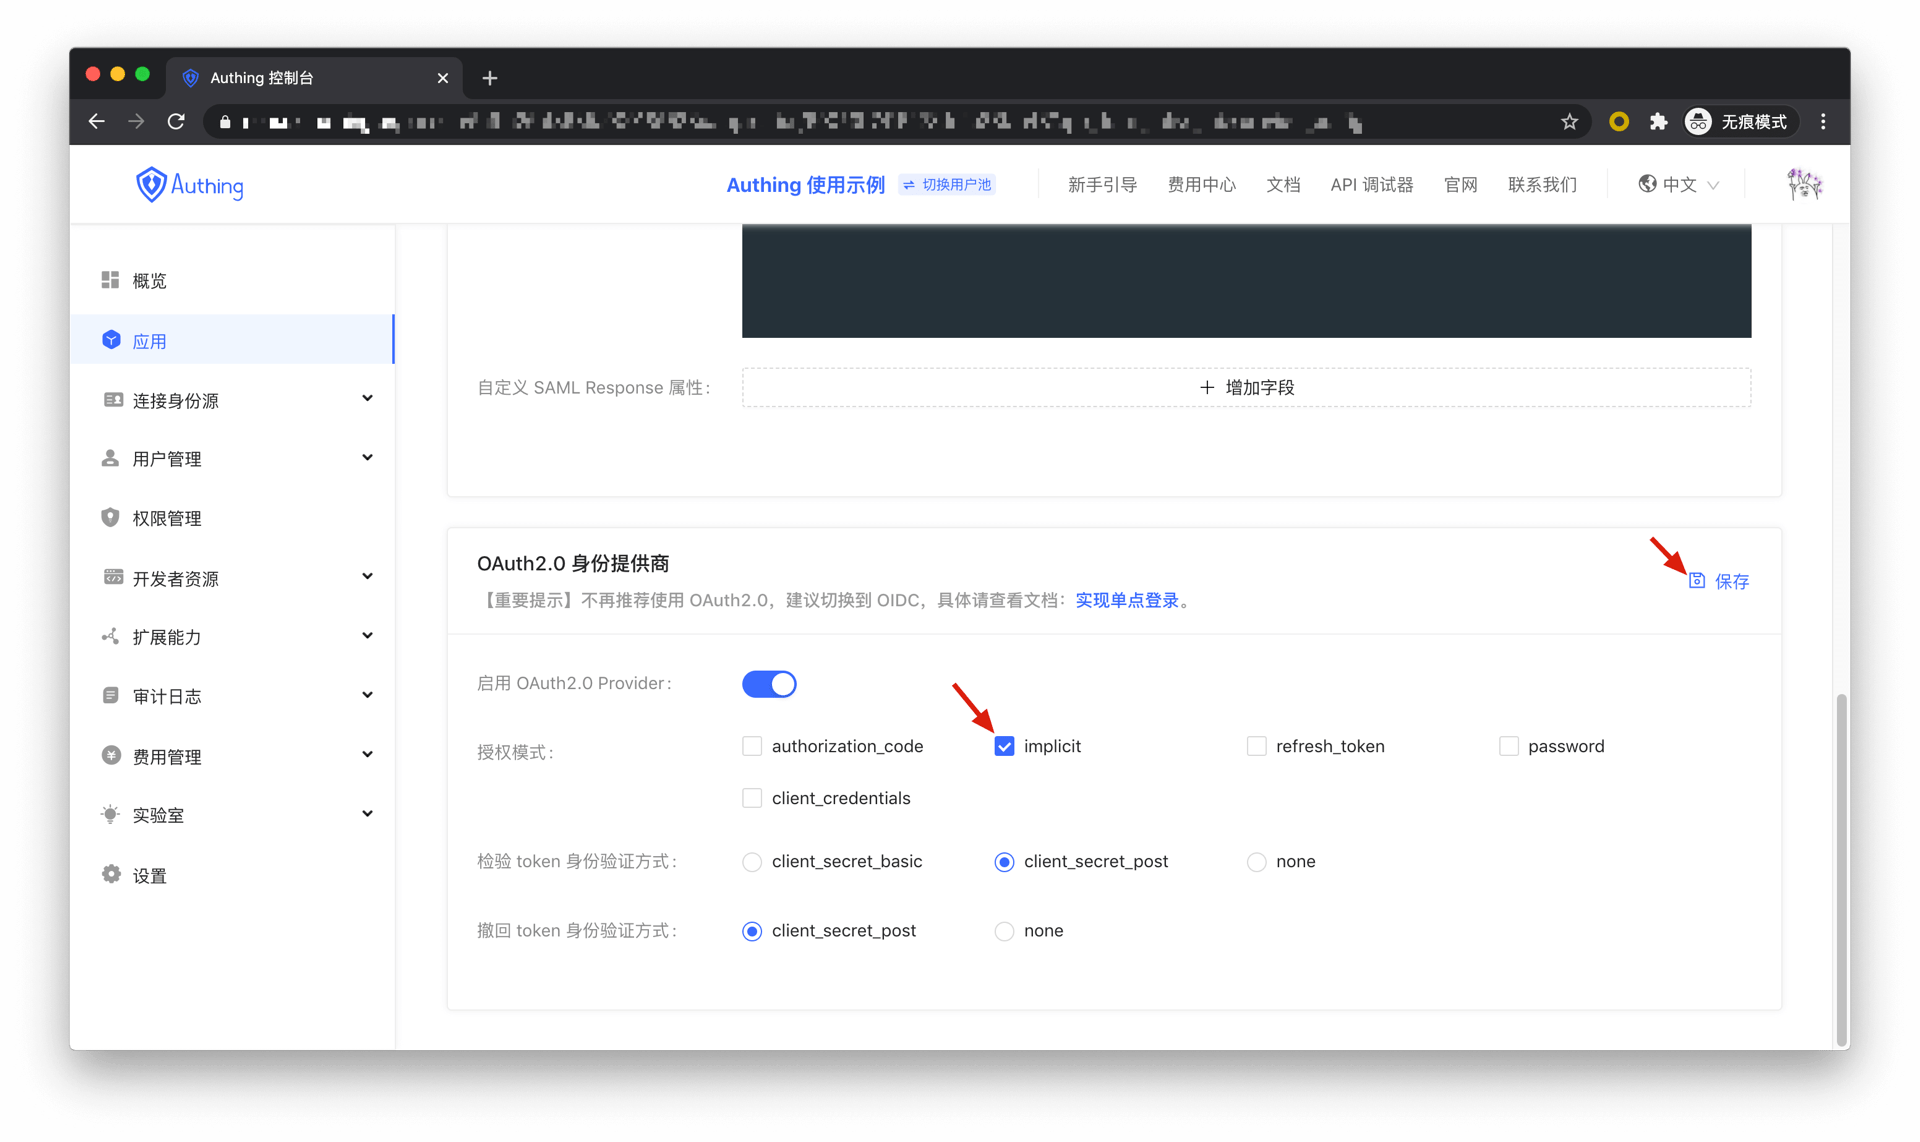 Authing 控制台
无痕模式
Authing
Authing 使用示例
切换用户池
新手引导
费用中心
文档
API 调试器
官网
联系我们
中文
概览
应用
连接身份源
用户管理
权限管理
开发者资源
扩展能力
审计日志
费用管理
实验室
设置
自定义 SAML Response 属性：
＋ 增加字段
OAuth2.0 身份提供商
【重要提示】不再推荐使用 OAuth2.0，建议切换到 OIDC，具体请查看文档：实现单点登录。
保存
启用 OAuth2.0 Provider：
授权模式：
authorization_code
implicit
refresh_token
password
client_credentials
检验 token 身份验证方式：
client_secret_basic
client_secret_post
none
撤回 token 身份验证方式：
client_secret_post
none